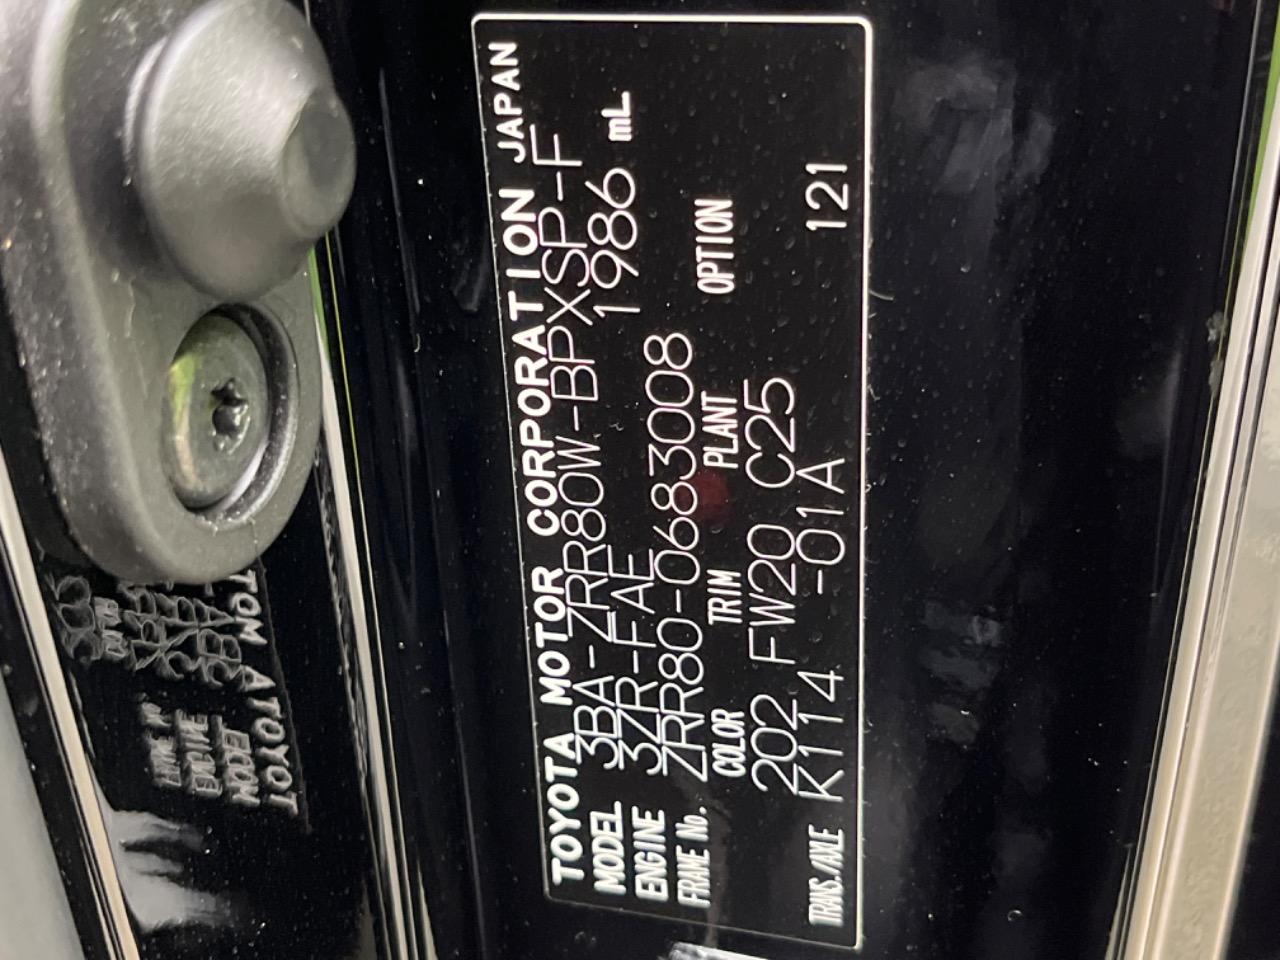 TOYOTA MOTOR CORPORATION JAPAN
MODEL 3BA-ZRR80W-BPXSP-F
ENGINE 3ZR-FAE 1986 mL
FRAME No. ZRR80-0683008
COLOR TRIM PLANT OPTION
202 FW20 C25
TRANS./AXLE K114 -01A 121